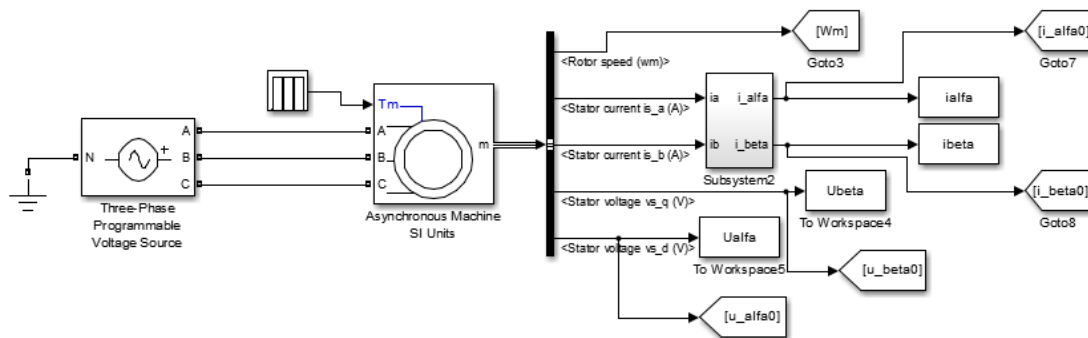 N
+
A
B
C
Three-Phase
Programmable
Voltage Source
Tm
A
B
C
m
Asynchronous Machine
SI Units
<Rotor speed (wm)>
<Stator current is_a (A)>
<Stator current is_b (A)>
<Stator voltage vs_q (V)>
<Stator voltage vs_d (V)>
[Wm]
Goto3
ia
i_alfa
ib
i_beta
Subsystem2
[i_alfa0]
Goto7
ialfa
ibeta
[i_beta0]
Goto8
Ubeta
To Workspace4
Ualfa
To Workspace5
[u_beta0]
[u_alfa0]